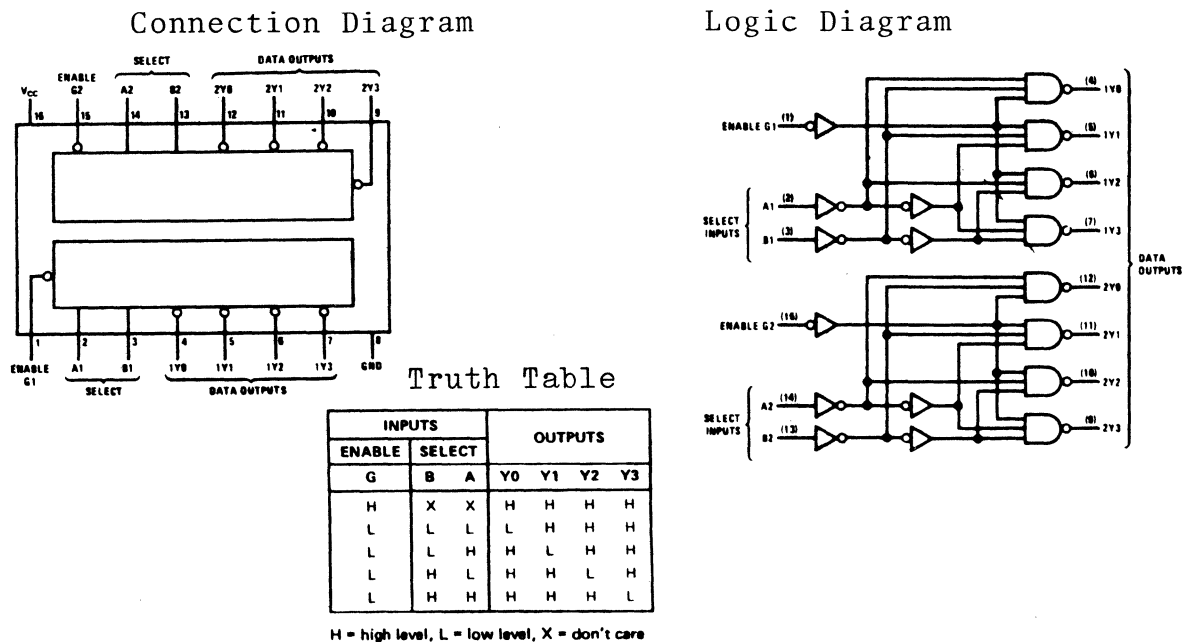 Connection Diagram
Logic Diagram
SELECT
DATA OUTPUTS
ENABLE
VCC G2 A2 B2 2Y0 2Y1 2Y2 2Y3
16 15 14 13 12 11 10 9
1 2 3 4 5 6 7 8
ENABLE G1 A1 B1 1Y0 1Y1 1Y2 1Y3 GND
SELECT
DATA OUTPUTS
ENABLE G1 (1)
(4) 1Y0
(5) 1Y1
(6) 1Y2
(7) 1Y3
SELECT INPUTS
A1 (2)
B1 (3)
DATA OUTPUTS
ENABLE G2 (15)
(12) 2Y0
(11) 2Y1
(10) 2Y2
(9) 2Y3
SELECT INPUTS
A2 (14)
B2 (13)
Truth Table
INPUTS OUTPUTS
ENABLE SELECT
G B A Y0 Y1 Y2 Y3
H X X H H H H
L L L L H H H
L L H H L H H
L H L H H L H
L H H H H H L
H = high level, L = low level, X = don't care